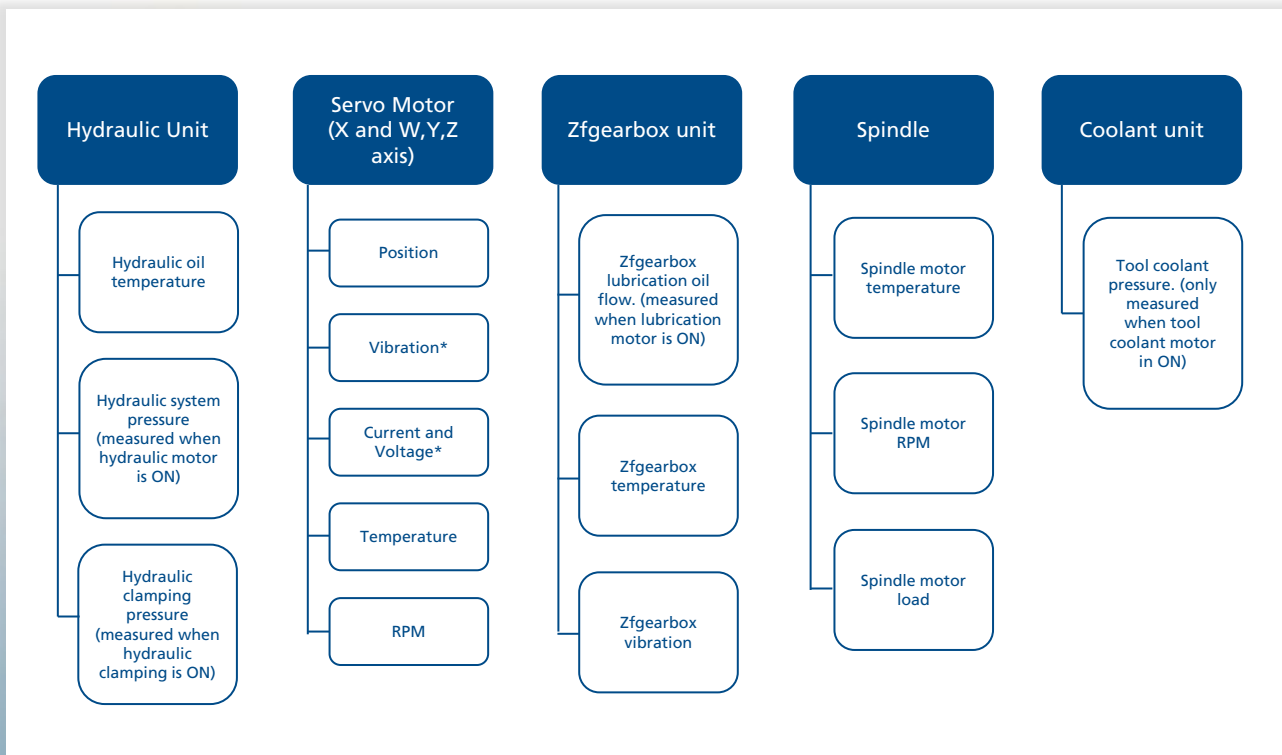 Hydraulic Unit
Hydraulic oil
temperature
Hydraulic system
pressure
(measured when
hydraulic motor
is ON)
Hydraulic
clamping
pressure
(measured when
hydraulic
clamping is ON)
Servo Motor
(X and W,Y,Z
axis)
Position
Vibration*
Current and
Voltage*
Temperature
RPM
Zfgearbox unit
Zfgearbox
lubrication oil
flow. (measured
when lubrication
motor is ON)
Zfgearbox
temperature
Zfgearbox
vibration
Spindle
Spindle motor
temperature
Spindle motor
RPM
Spindle motor
load
Coolant unit
Tool coolant
pressure. (only
measured
when tool
coolant motor
in ON)